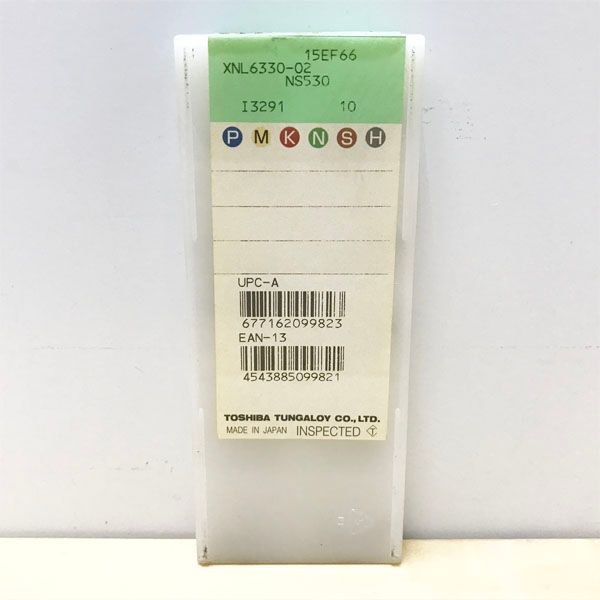 15EF66
XNL6330-02
NS530
I3291 10
P M K N S H
UPC-A
677162099823
EAN-13
4543885099821
TOSHIBA TUNGALOY CO.,LTD.
MADE IN JAPAN INSPECTED T